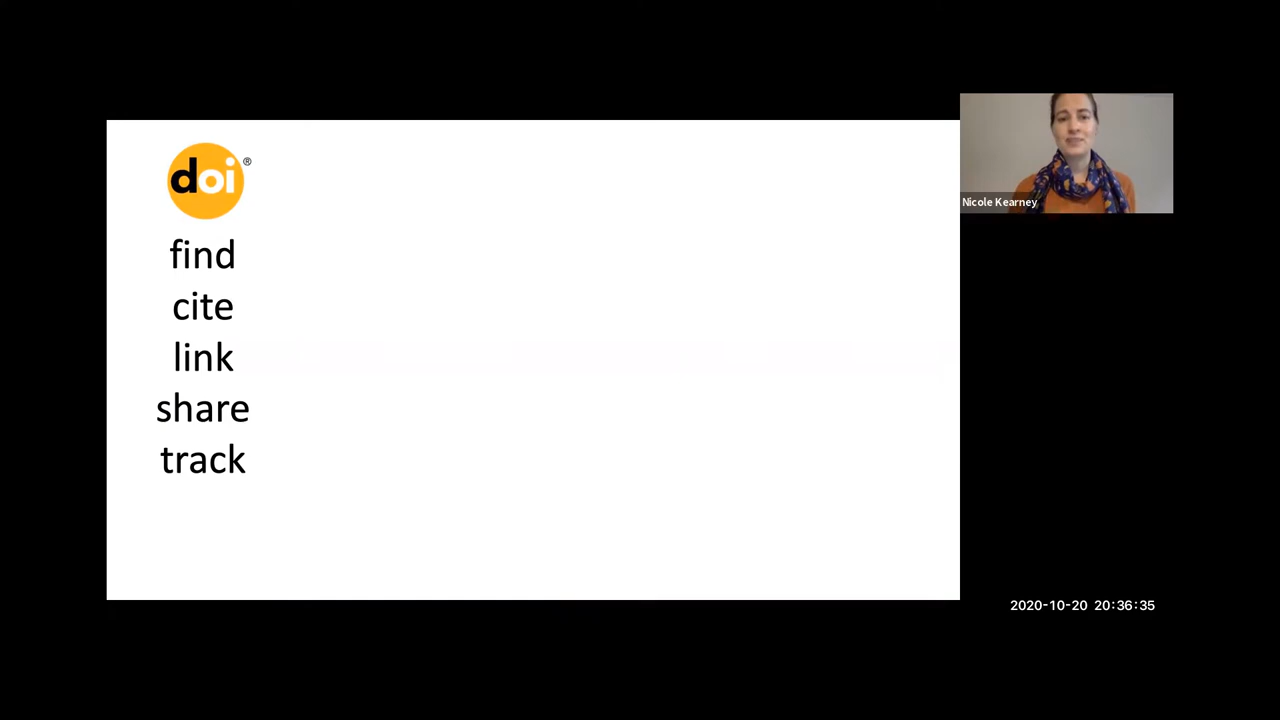 doi®
find
cite
link
share
track
Nicole Kearney
2020-10-20 20:36:35